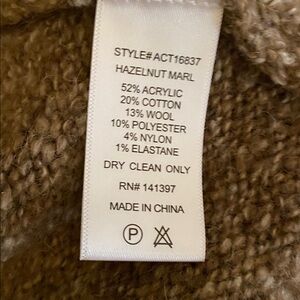 STYLE# ACT16837
HAZELNUT MARL
52% ACRYLIC
20% COTTON
13% WOOL
10% POLYESTER
4% NYLON
1% ELASTANE
DRY CLEAN ONLY
RN# 141397
MADE IN CHINA
P